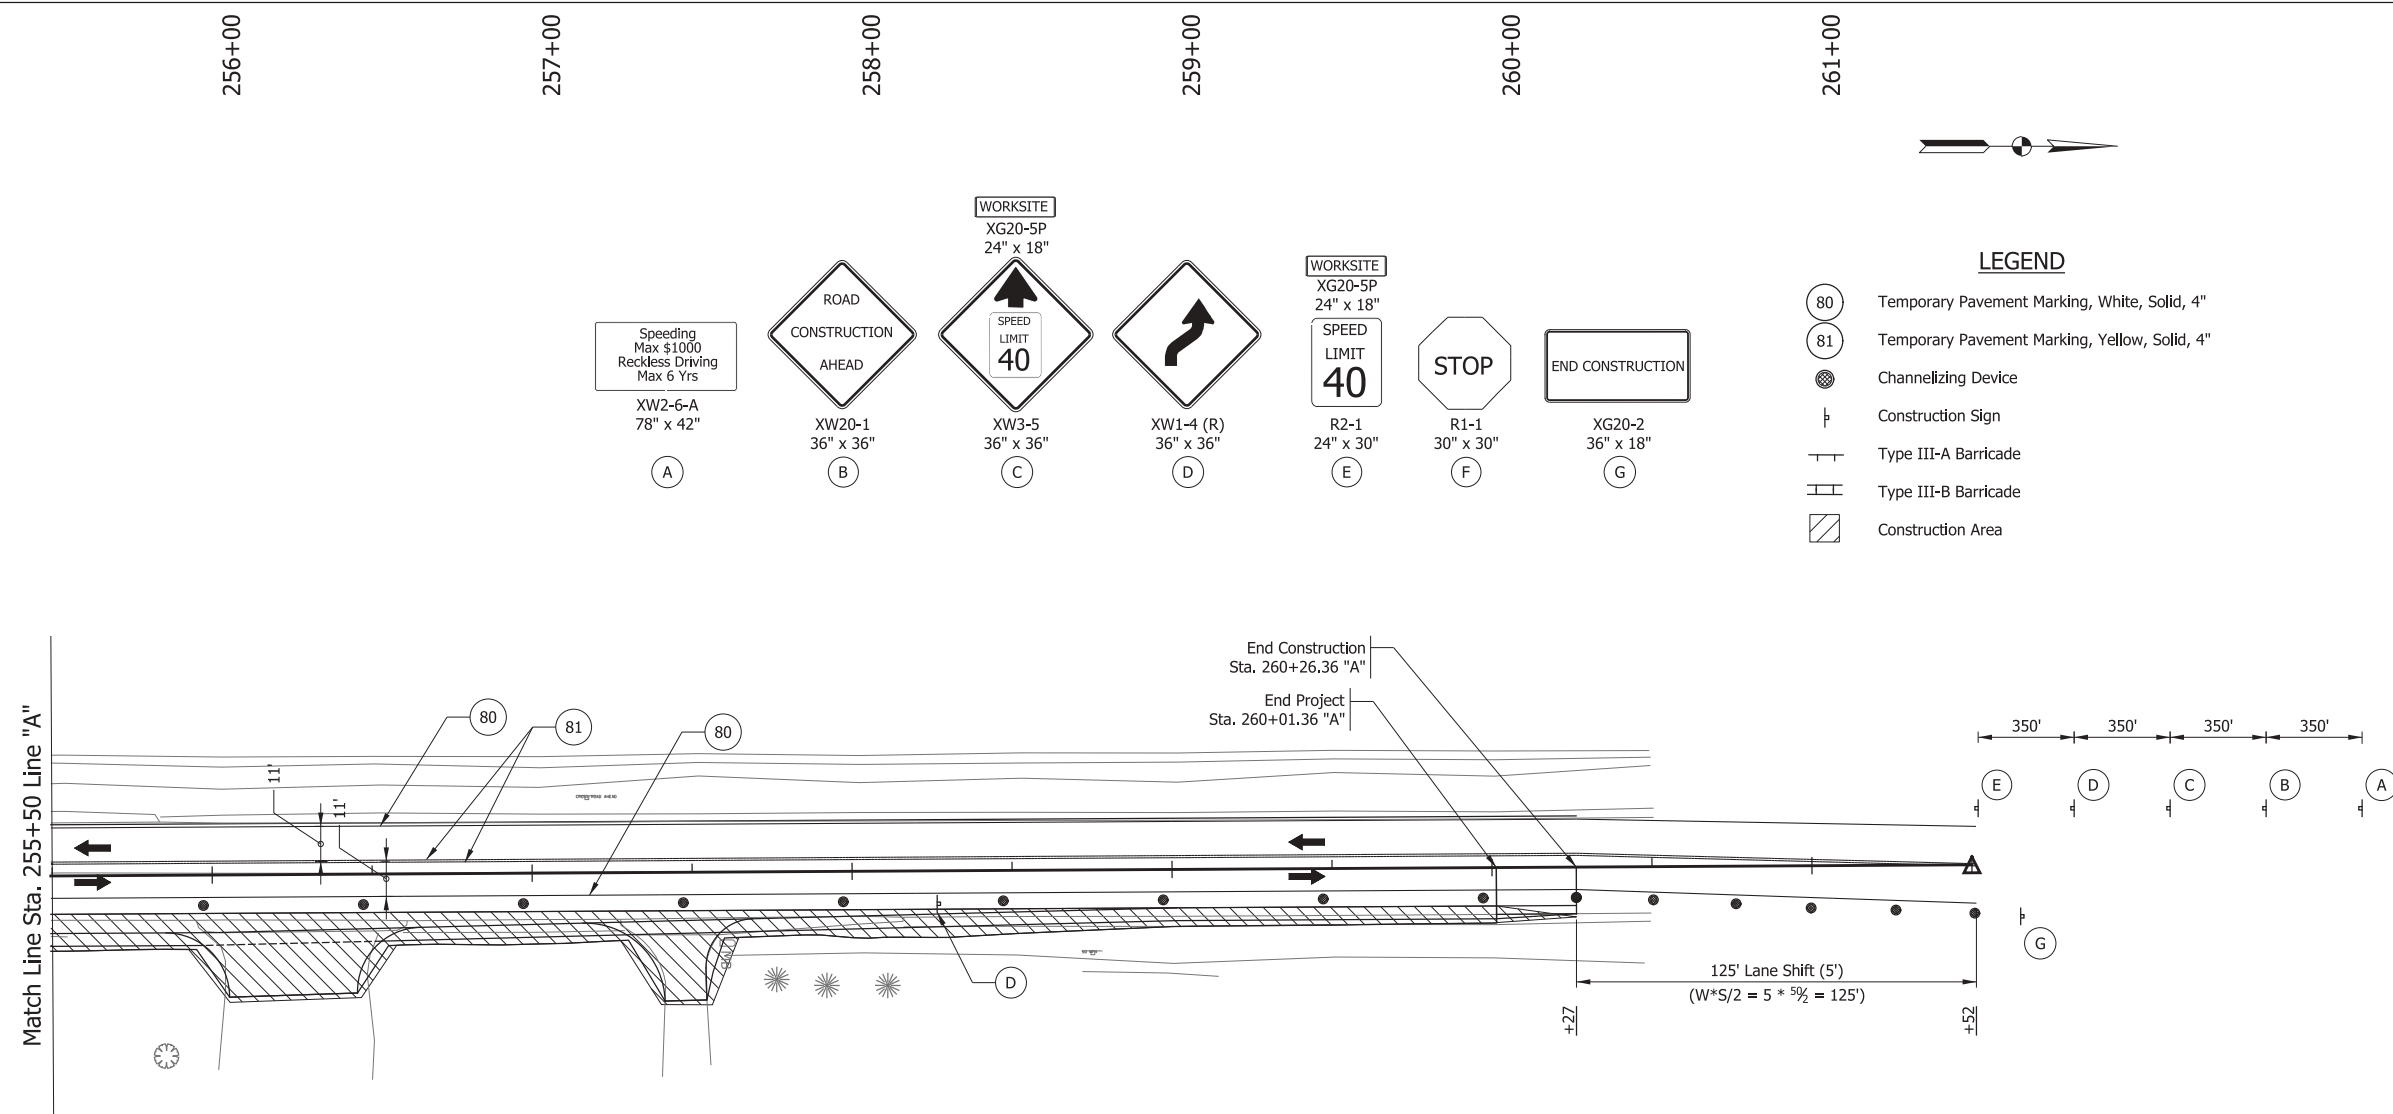 256+00
257+00
258+00
259+00
260+00
261+00
WORKSITE
XG20-5P
24" x 18"
SPEED
LIMIT
40
XW3-5
36" x 36"
C
Speeding
Max $1000
Reckless Driving
Max 6 Yrs
XW2-6-A
78" x 42"
A
ROAD
CONSTRUCTION
AHEAD
XW20-1
36" x 36"
B
XW1-4 (R)
36" x 36"
D
WORKSITE
XG20-5P
24" x 18"
SPEED
LIMIT
40
R2-1
24" x 30"
E
STOP
R1-1
30" x 30"
F
END CONSTRUCTION
XG20-2
36" x 18"
G
LEGEND
80 Temporary Pavement Marking, White, Solid, 4"
81 Temporary Pavement Marking, Yellow, Solid, 4"
Channelizing Device
Construction Sign
Type III-A Barricade
Type III-B Barricade
Construction Area
Match Line Sta. 255+50 Line "A"
End Construction
Sta. 260+26.36 "A"
End Project
Sta. 260+01.36 "A"
80
81
80
11'
11'
350' 350' 350' 350'
E D C B A
G
D
125' Lane Shift (5')
(W*S/2 = 5 * 50/2 = 125')
+27
+52